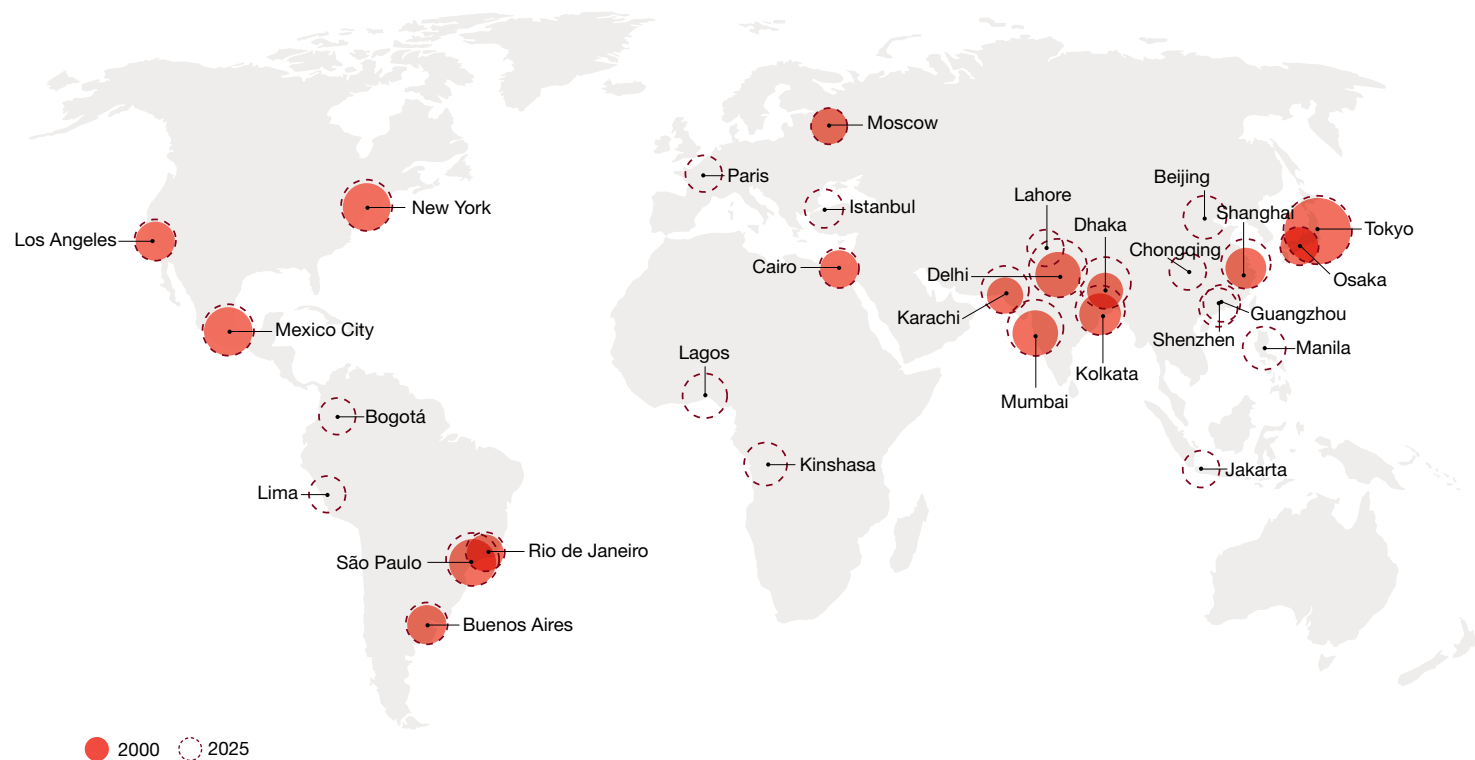 Moscow
Paris
Beijing
Lahore
Istanbul
New York
Shanghai
Dhaka
Tokyo
Los Angeles
Chongqing
Cairo
Delhi
Osaka
Guangzhou
Karachi
Mexico City
Shenzhen
Manila
Lagos
Kolkata
Mumbai
Bogotá
Kinshasa
Jakarta
Lima
Rio de Janeiro
São Paulo
Buenos Aires
2000 2025